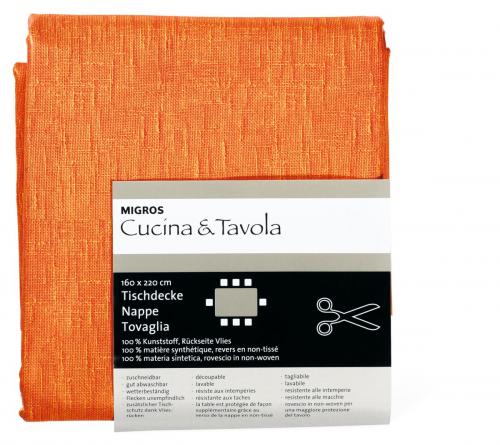 MIGROS
Cucina & Tavola
160 x 220 cm
Tischdecke
Nappe
Tovaglia
100 % Kunststoff, Rückseite Vlies
100 % matière synthétique, revers en non-tissé
100 % materia sintetica, rovescio in non-woven
· zuschneidbar
· gut abwaschbar
· wetterbeständig
· flecken unempfindlich
· zusätzlicher Tisch-
schutz dank Vlies-
rücken
· découpable
· lavable
· résiste aux intempéries
· résistante aux taches
· la table est protégée de façon
supplémentaire grâce au
verso de la nappe en non-tissé
· tagliabile
· lavabile
· resistente alle intemperie
· resistente alle macchie
· rovescio in non-woven per
una maggiore protezione
del tavolo